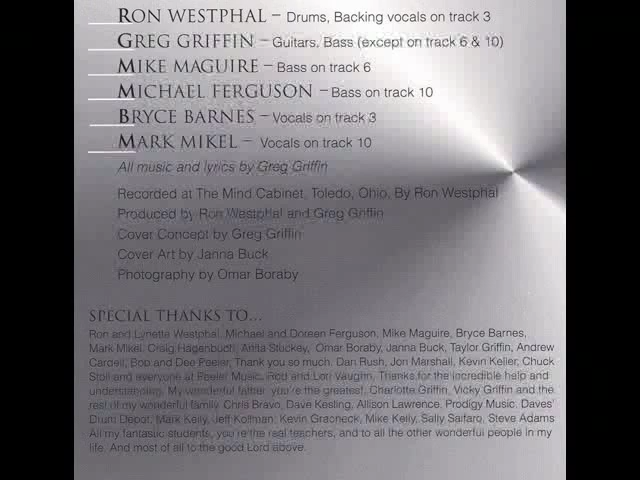 RON WESTPHAL – Drums, Backing vocals on track 3
GREG GRIFFIN – Guitars, Bass (except on track 6 & 10)
MIKE MAGUIRE – Bass on track 6
MICHAEL FERGUSON – Bass on track 10
BRYCE BARNES – Vocals on track 3
MARK MIKEL – Vocals on track 10
All music and lyrics by Greg Griffin
Recorded at The Mind Cabinet, Toledo, Ohio, By Ron Westphal
Produced by Ron Westphal and Greg Griffin
Cover Concept by Greg Griffin
Cover Art by Janna Buck
Photography by Omar Boraby
SPECIAL THANKS TO...
Ron and Lynette Westphal, Michael and Doreen Ferguson, Mike Maguire, Bryce Barnes,
Mark Mikel, Craig Hagenbuch, Anita Stuckey, Omar Boraby, Janna Buck, Taylor Griffin, Andrew
Cardell, Bob and Dee Peeler, Thank you so much. Dan Rush, Jon Marshall, Kevin Keller, Chuck
Stoll and everyone at Peeler Music. Rod and Lori Vaughn, Thanks for the incredible help and
understanding. My wonderful father, you're the greatest, Charlotte Griffin, Vicky Griffin and the
rest of my wonderful family. Chris Bravo, Dave Kesling, Allison Lawrence, Prodigy Music, Daves'
Drum Depot, Mark Kelly, Jeff Kollman, Kevin Gracheck, Mike Kelly, Sally Saifaro, Steve Adams
All my fantastic students, you're the real teachers, and to all the other wonderful people in my
life. And most of all to the good Lord above.